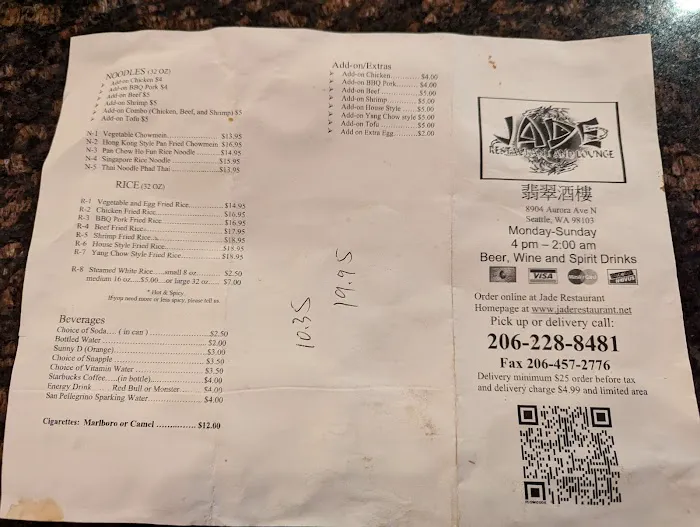 NOODLES (32 OZ)
➤ Add-on Chicken $4
➤ Add-on BBQ Pork $4
➤ Add-on Beef $5
➤ Add-on Shrimp $5
➤ Add-on Combo (Chicken, Beef, and Shrimp) $5
➤ Add-on Tofu $5
N-1 Vegetable Chowmein........$13.95
N-2 Hong Kong Style Pan Fried Chowmein $16.95
N-3 Pan Chow Ho Fun Rice Noodle......$14.95
N-4 Singapore Rice Noodle........$15.95
N-5 Thai Noodle Phad Thai........$13.95
RICE (32 OZ)
R-1 Vegetable and Egg Fried Rice........$14.95
R-2 Chicken Fried Rice........$16.95
R-3 BBQ Pork Fried Rice........$16.95
R-4 Beef Fried Rice........$17.95
R-5 Shrimp Fried Rice........$18.95
R-6 House Style Fried Rice........$18.95
R-7 Yang Chow Style Fried Rice........$18.95
R-8 Steamed White Rice.....small 8 oz......$2.50
medium 16 oz....$5.00...or large 32 oz......$7.00
* Hot & Spicy
If you need more or less spicy, please tell us
Beverages
Choice of Soda.... ( in can )........$2.50
Bottled Water........$2.00
Sunny D (Orange)........$3.00
Choice of Snapple........$3.50
Choice of Vitamin Water........$3.50
Starbucks Coffee......(in bottle)........$4.00
Energy Drink ...... Red Bull or Monster......$4.00
San Pellegrino Sparking Water........$4.00
Cigarettes: Marlboro or Camel ............... $12.00
Add-on/Extras
➤ Add-on Chicken........$4.00
➤ Add-on BBQ Pork......$4.00
➤ Add-on Beef........$5.00
➤ Add-on Shrimp........$5.00
➤ Add-on House Style.....$5.00
➤ Add-on Yang Chow style $5.00
➤ Add-on Tofu........$5.00
➤ Add on Extra Egg........$2.00
10.35
19.95
JADE
RESTAURANT AND LOUNGE
翡翠酒樓
8904 Aurora Ave N
Seattle, WA 98103
Monday-Sunday
4 pm – 2:00 am
Beer, Wine and Spirit Drinks
VISA
MasterCard
Order online at Jade Restaurant
Homepage at www.jaderestaurant.net
Pick up or delivery call:
206-228-8481
Fax 206-457-2776
Delivery minimum $25 order before tax
and delivery charge $4.99 and limited area